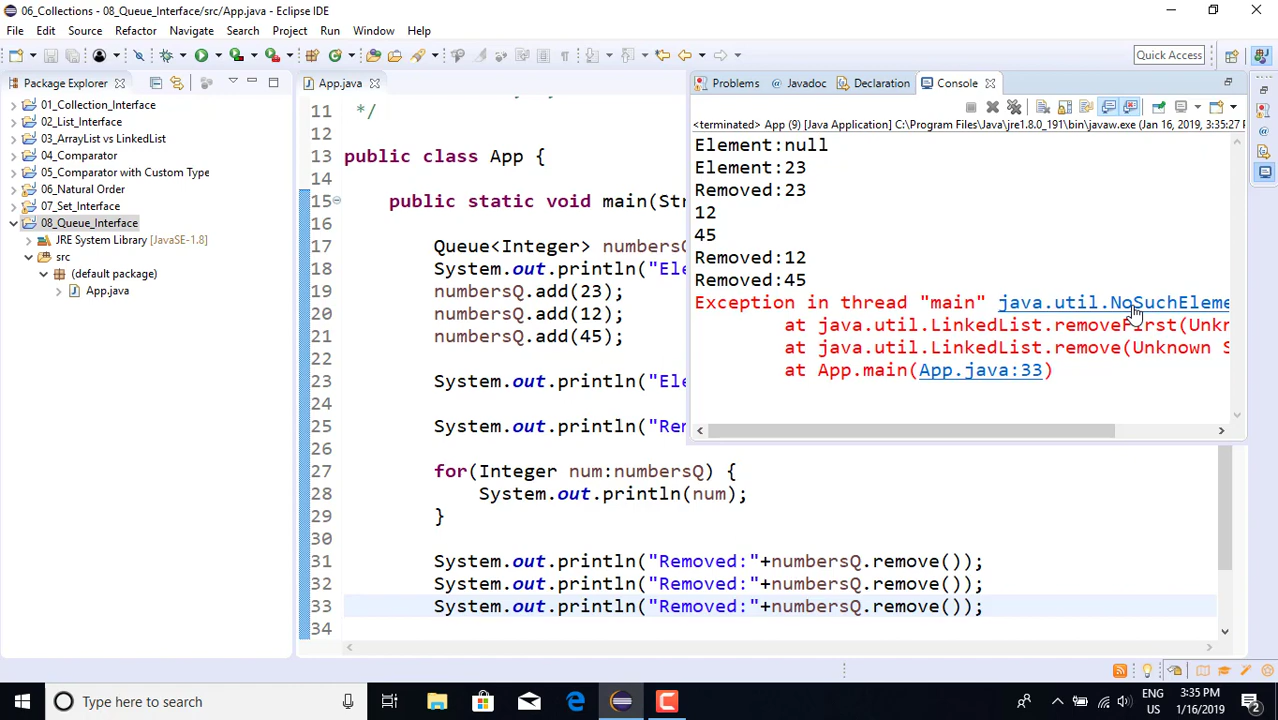 06_Collections - 08_Queue_Interface/src/App.java - Eclipse IDE
File Edit Source Refactor Navigate Search Project Run Window Help
Quick Access
Package Explorer
01_Collection_Interface
02_List_Interface
03_ArrayList vs LinkedList
04_Comparator
05_Comparator with Custom Type
06_Natural Order
07_Set_Interface
08_Queue_Interface
JRE System Library [JavaSE-1.8]
src
(default package)
App.java
App.java
11 */
12
13 public class App {
14
15 public static void main(Str
16
17 Queue<Integer> numbersQ
18 System.out.println("Ele
19 numbersQ.add(23);
20 numbersQ.add(12);
21 numbersQ.add(45);
22
23 System.out.println("Ele
24
25 System.out.println("Rem
26
27 for(Integer num:numbersQ) {
28 System.out.println(num);
29 }
30
31 System.out.println("Removed:"+numbersQ.remove());
32 System.out.println("Removed:"+numbersQ.remove());
33 System.out.println("Removed:"+numbersQ.remove());
34
Problems @ Javadoc Declaration Console
<terminated> App (9) [Java Application] C:\Program Files\Java\jre1.8.0_191\bin\javaw.exe (Jan 16, 2019, 3:35:27
Element:null
Element:23
Removed:23
12
45
Removed:12
Removed:45
Exception in thread "main" java.util.NoSuchEleme
at java.util.LinkedList.removeFirst(Unkn
at java.util.LinkedList.remove(Unknown S
at App.main(App.java:33)
Type here to search
ENG
US
3:35 PM
1/16/2019
2